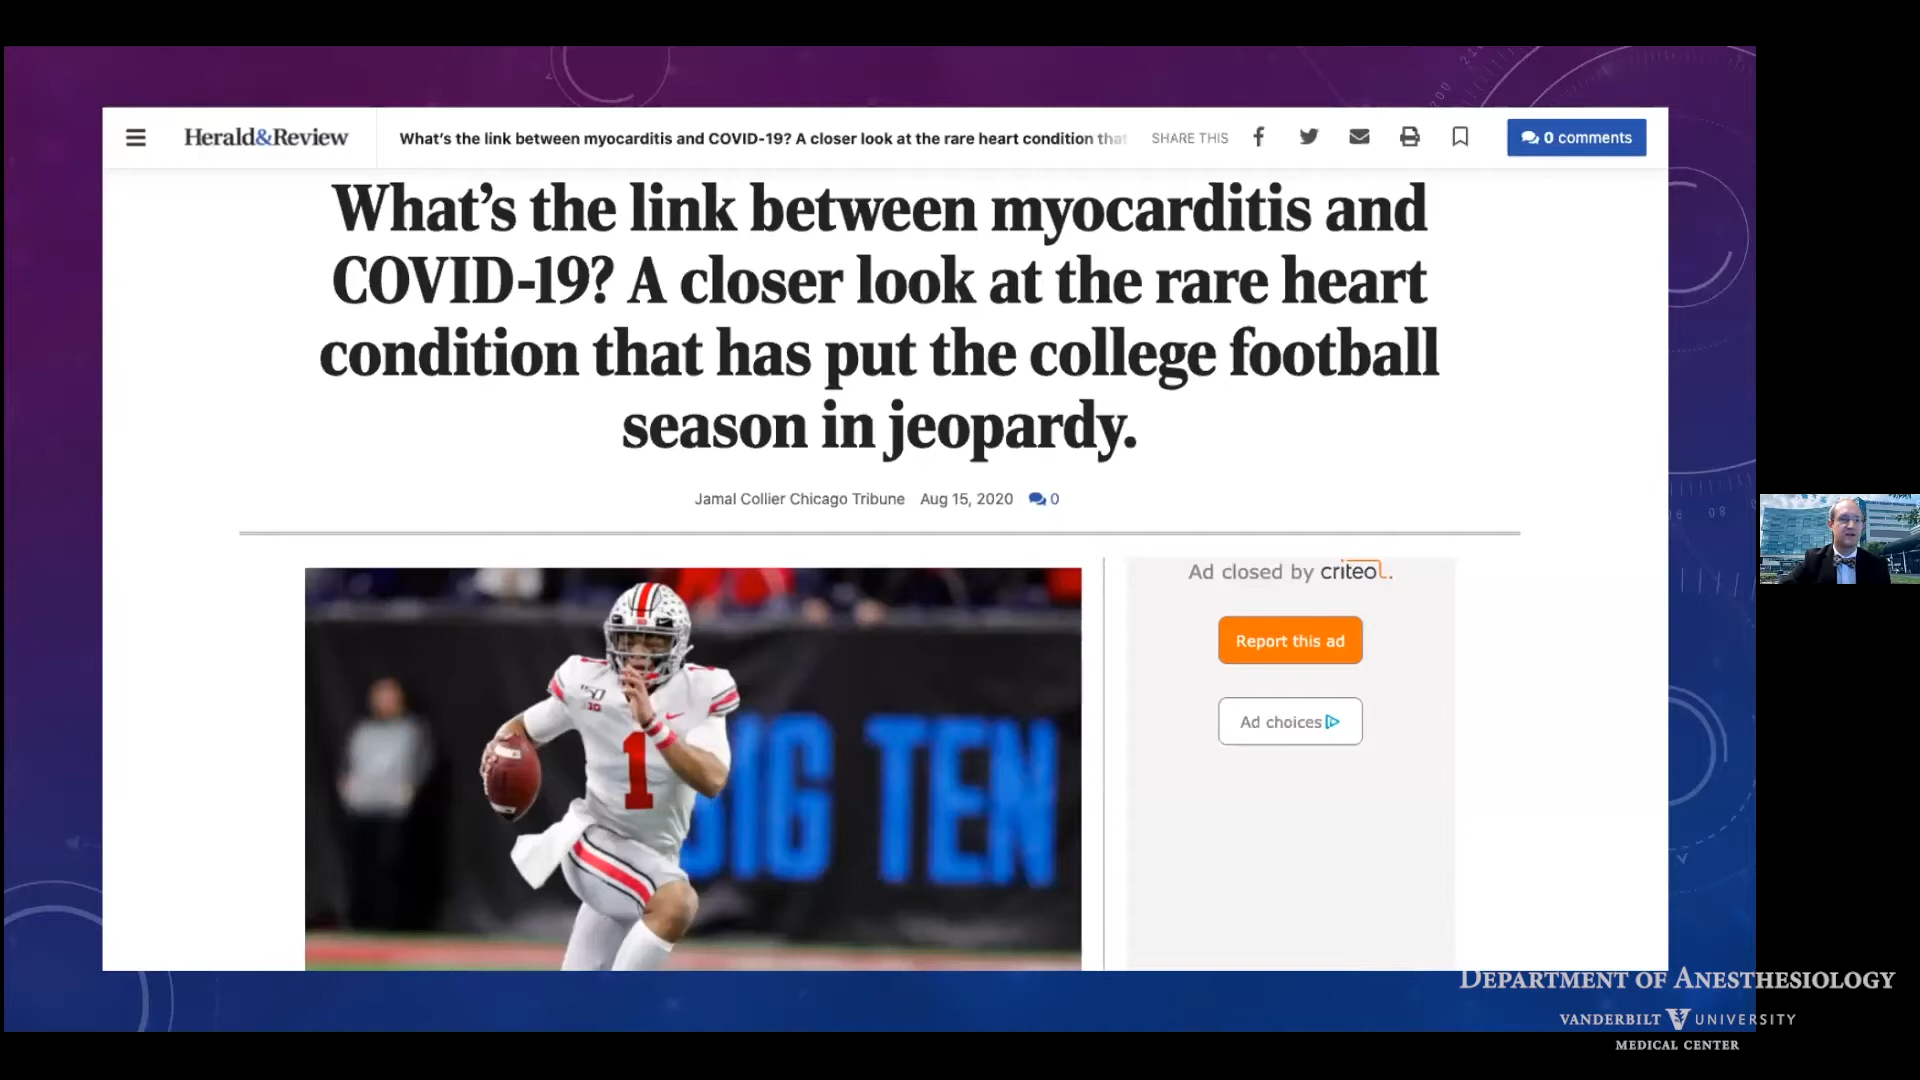 Herald&Review
What's the link between myocarditis and COVID-19? A closer look at the rare heart condition that
SHARE THIS
0 comments
What's the link between myocarditis and
COVID-19? A closer look at the rare heart
condition that has put the college football
season in jeopardy.
Jamal Collier Chicago Tribune Aug 15, 2020 0
Ad closed by criteo.
Report this ad
Ad choices
150
B1G
1
BIG TEN
DEPARTMENT OF ANESTHESIOLOGY
VANDERBILT UNIVERSITY
MEDICAL CENTER